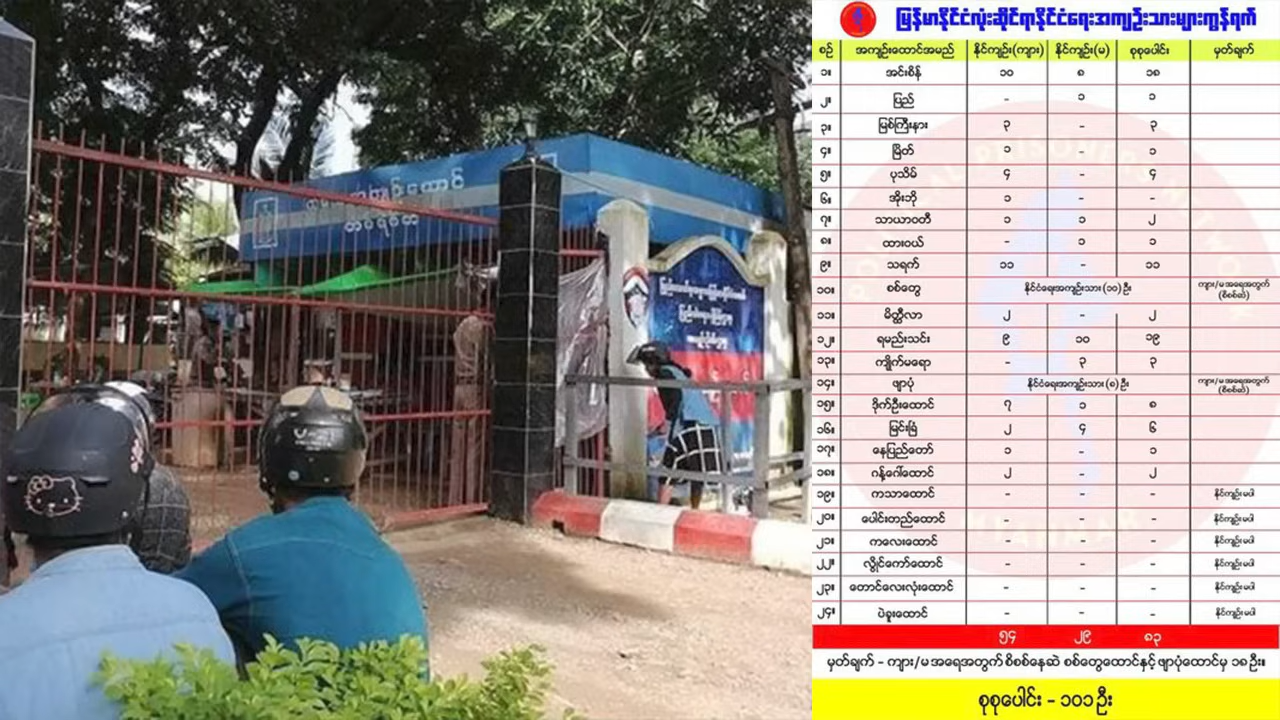 မြန်မာနိုင်ငံလုံးဆိုင်ရာနိုင်ငံရေးအကျဉ်းသားများကွန်ရက်
စဉ် အကျဉ်းထောင်အမည် နိုင်ကျဉ်း(ကျား) နိုင်ကျဉ်း(မ) စုစုပေါင်း မှတ်ချက်
၁။ အင်းစိန် ၁၀ ၈ ၁၈
၂။ ပြည် - ၁ ၁
၃။ မြစ်ကြီးနား ၃ - ၃
၄။ မြိတ် ၁ - ၁
၅။ ပုသိမ် ၄ - ၄
၆။ အိုးဘို ၁ - -
၇။ သာယာဝတီ ၁ ၁ ၂
၈။ ထားဝယ် - ၁ ၁
၉။ သရက် ၁၁ - ၁၁
၁၀။ စစ်တွေ နိုင်ငံရေးအကျဉ်းသား (၁၀) ဦး ကျား/မ အရေအတွက် (စိစစ်ဆဲ)
၁၁။ မိတ္ထီလာ ၂ - ၂
၁၂။ ရမည်းသင်း ၉ ၁၀ ၁၉
၁၃။ ကျိုက်မရော - ၃ ၃
၁၄။ ဖျာပုံ နိုင်ငံရေးအကျဉ်းသား (၈) ဦး ကျား/မ အရေအတွက် (စိစစ်ဆဲ)
၁၅။ ဒိုက်ဦးထောင် ၇ ၁ ၈
၁၆။ မြင်းခြံ ၂ ၄ ၆
၁၇။ နေပြည်တော် ၁ - ၁
၁၈။ ဂန့်ဂေါ်ထောင် ၂ - ၂
၁၉။ ကသာထောင် - - - နိုင်ကျဉ်းမပါ
၂၁။ ပေါင်းတည်ထောင် - - - နိုင်ကျဉ်းမပါ
၂၁။ ကလေးထောင် - - - နိုင်ကျဉ်းမပါ
၂၂။ လွိုင်ကော်ထောင် - - - နိုင်ကျဉ်းမပါ
၂၃။ တောင်လေးလုံးထောင် - - - နိုင်ကျဉ်းမပါ
၂၄။ ပဲခူးထောင် - - - နိုင်ကျဉ်းမပါ
၅၄ ၂၉ ၈၃
မှတ်ချက် - ကျား/မ အရေအတွက် စိစစ်နေဆဲ စစ်တွေထောင်နှင့် ဖျာပုံထောင်မှ ၁၈ ဦး။
စုစုပေါင်း - ၁၀၁ ဦး